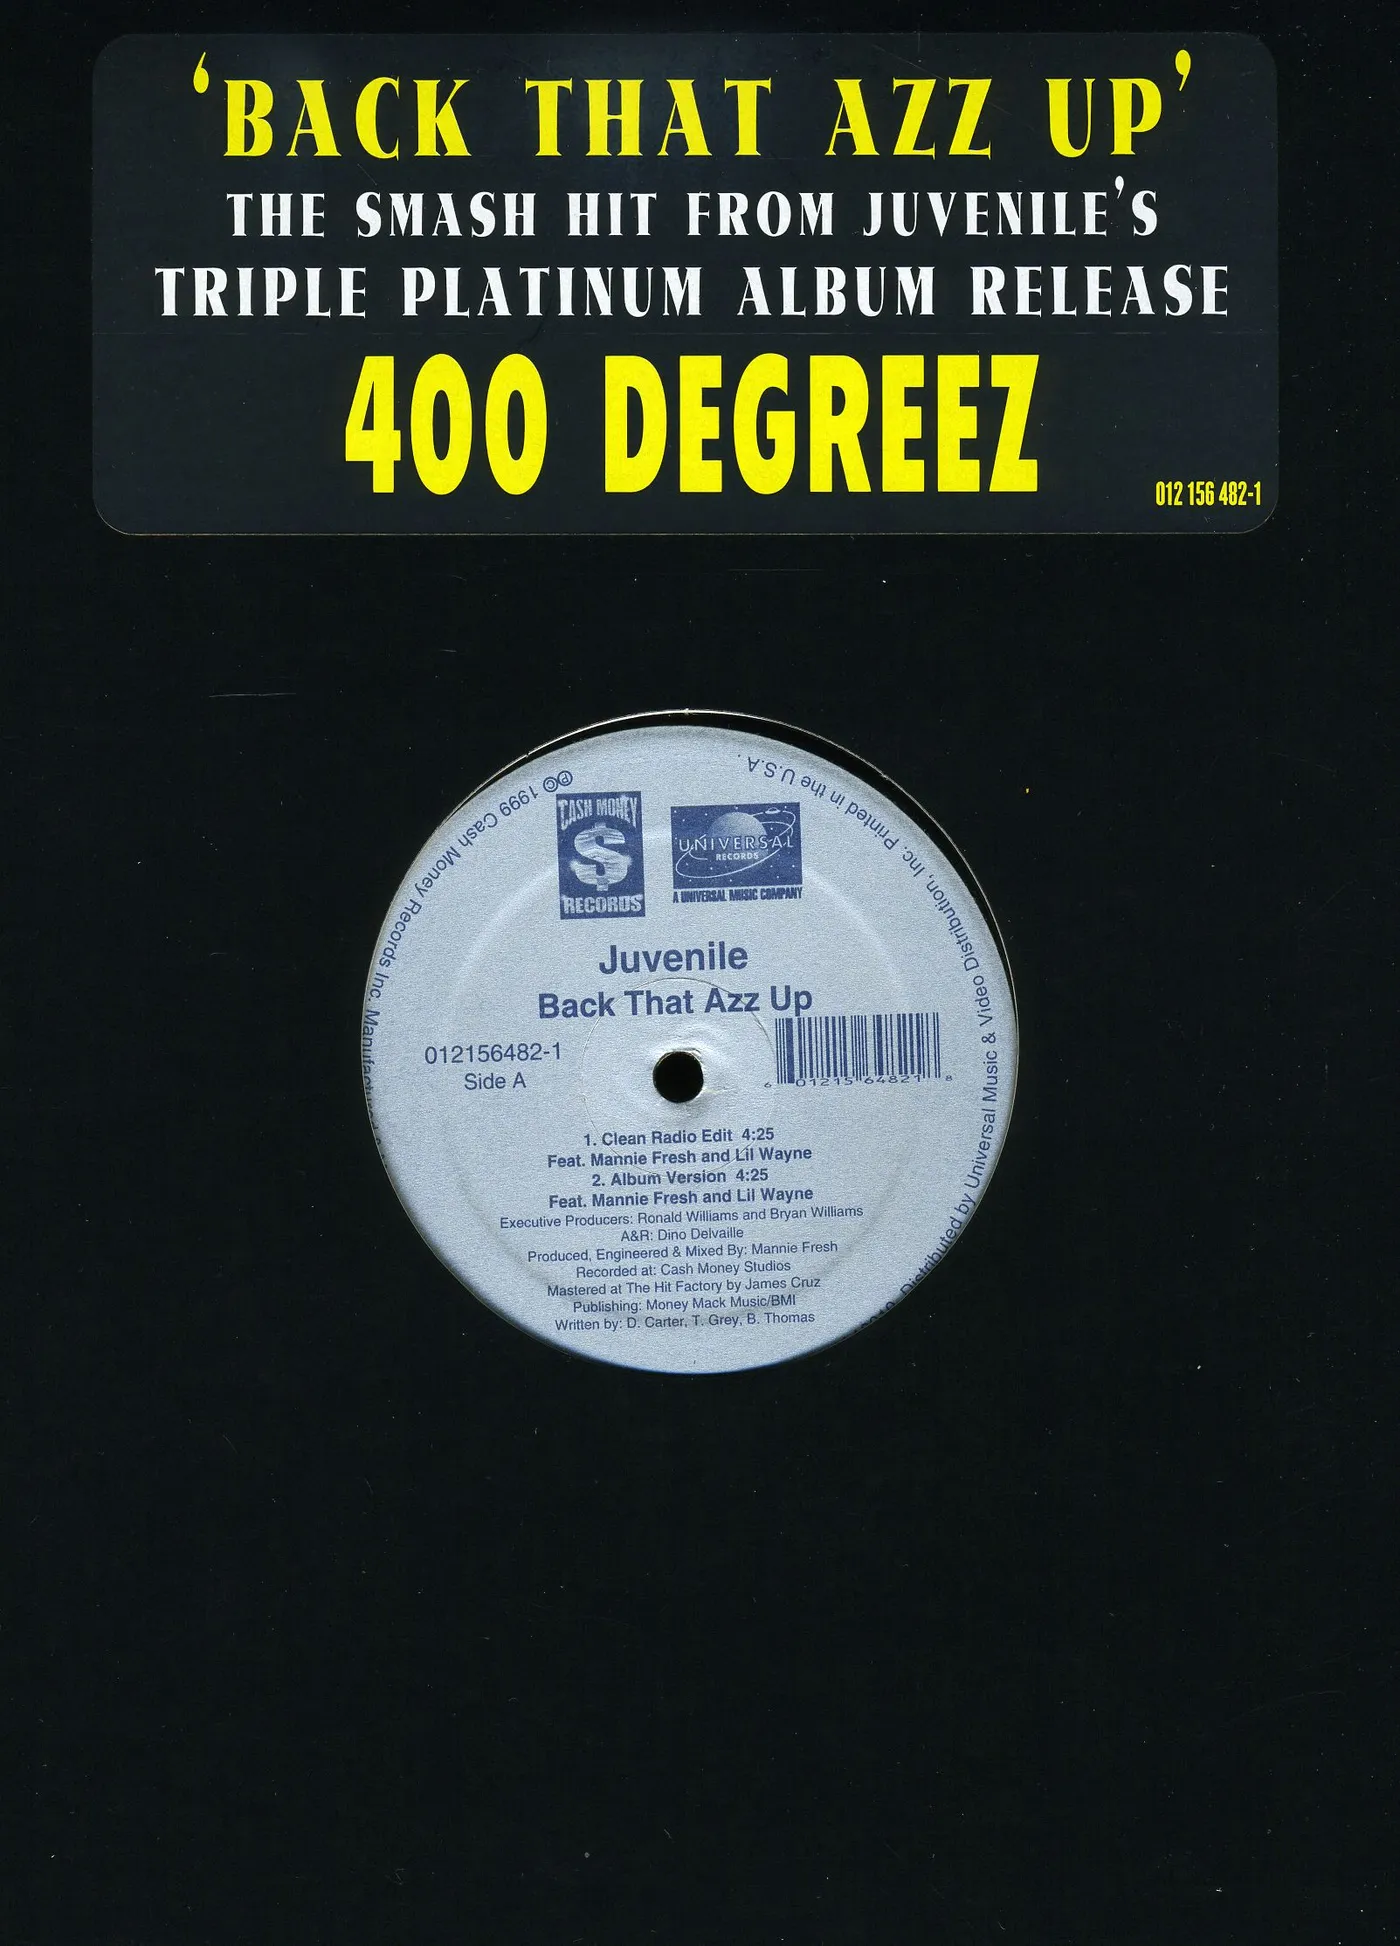 'BACK THAT AZZ UP'
THE SMASH HIT FROM JUVENILE'S
TRIPLE PLATINUM ALBUM RELEASE
400 DEGREEZ
012 156 482-1
℗© 1999 Cash Money Records Inc.
Distributed by Universal Music & Video Distribution, Inc. Printed in the U.S.A.
CASH MONEY
$
RECORDS
UNIVERSAL
RECORDS
A UNIVERSAL MUSIC COMPANY
Juvenile
Back That Azz Up
012156482-1
Side A
6 01215 64821 8
1. Clean Radio Edit 4:25
Feat. Mannie Fresh and Lil Wayne
2. Album Version 4:25
Feat. Mannie Fresh and Lil Wayne
Executive Producers: Ronald Williams and Bryan Williams
A&R: Dino Delvaille
Produced, Engineered & Mixed By: Mannie Fresh
Recorded at: Cash Money Studios
Mastered at The Hit Factory by James Cruz
Publishing: Money Mack Music/BMI
Written by: D. Carter, T. Grey, B. Thomas